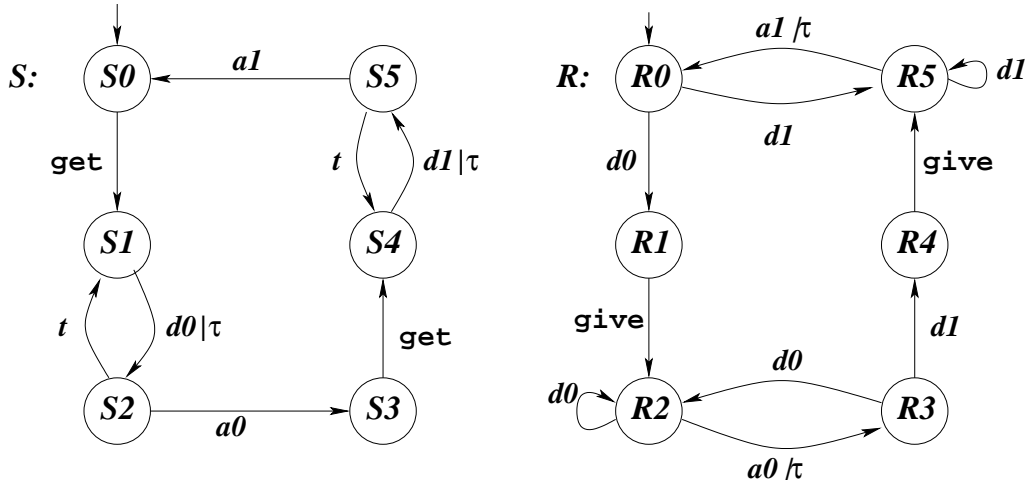 S:
S0
a1
S5
get
t
d1|τ
S1
S4
t
d0|τ
get
S2
a0
S3
R:
R0
a1/τ
R5
d1
d1
d0
give
R1
R4
give
d1
d0
d0
R2
R3
a0/τ